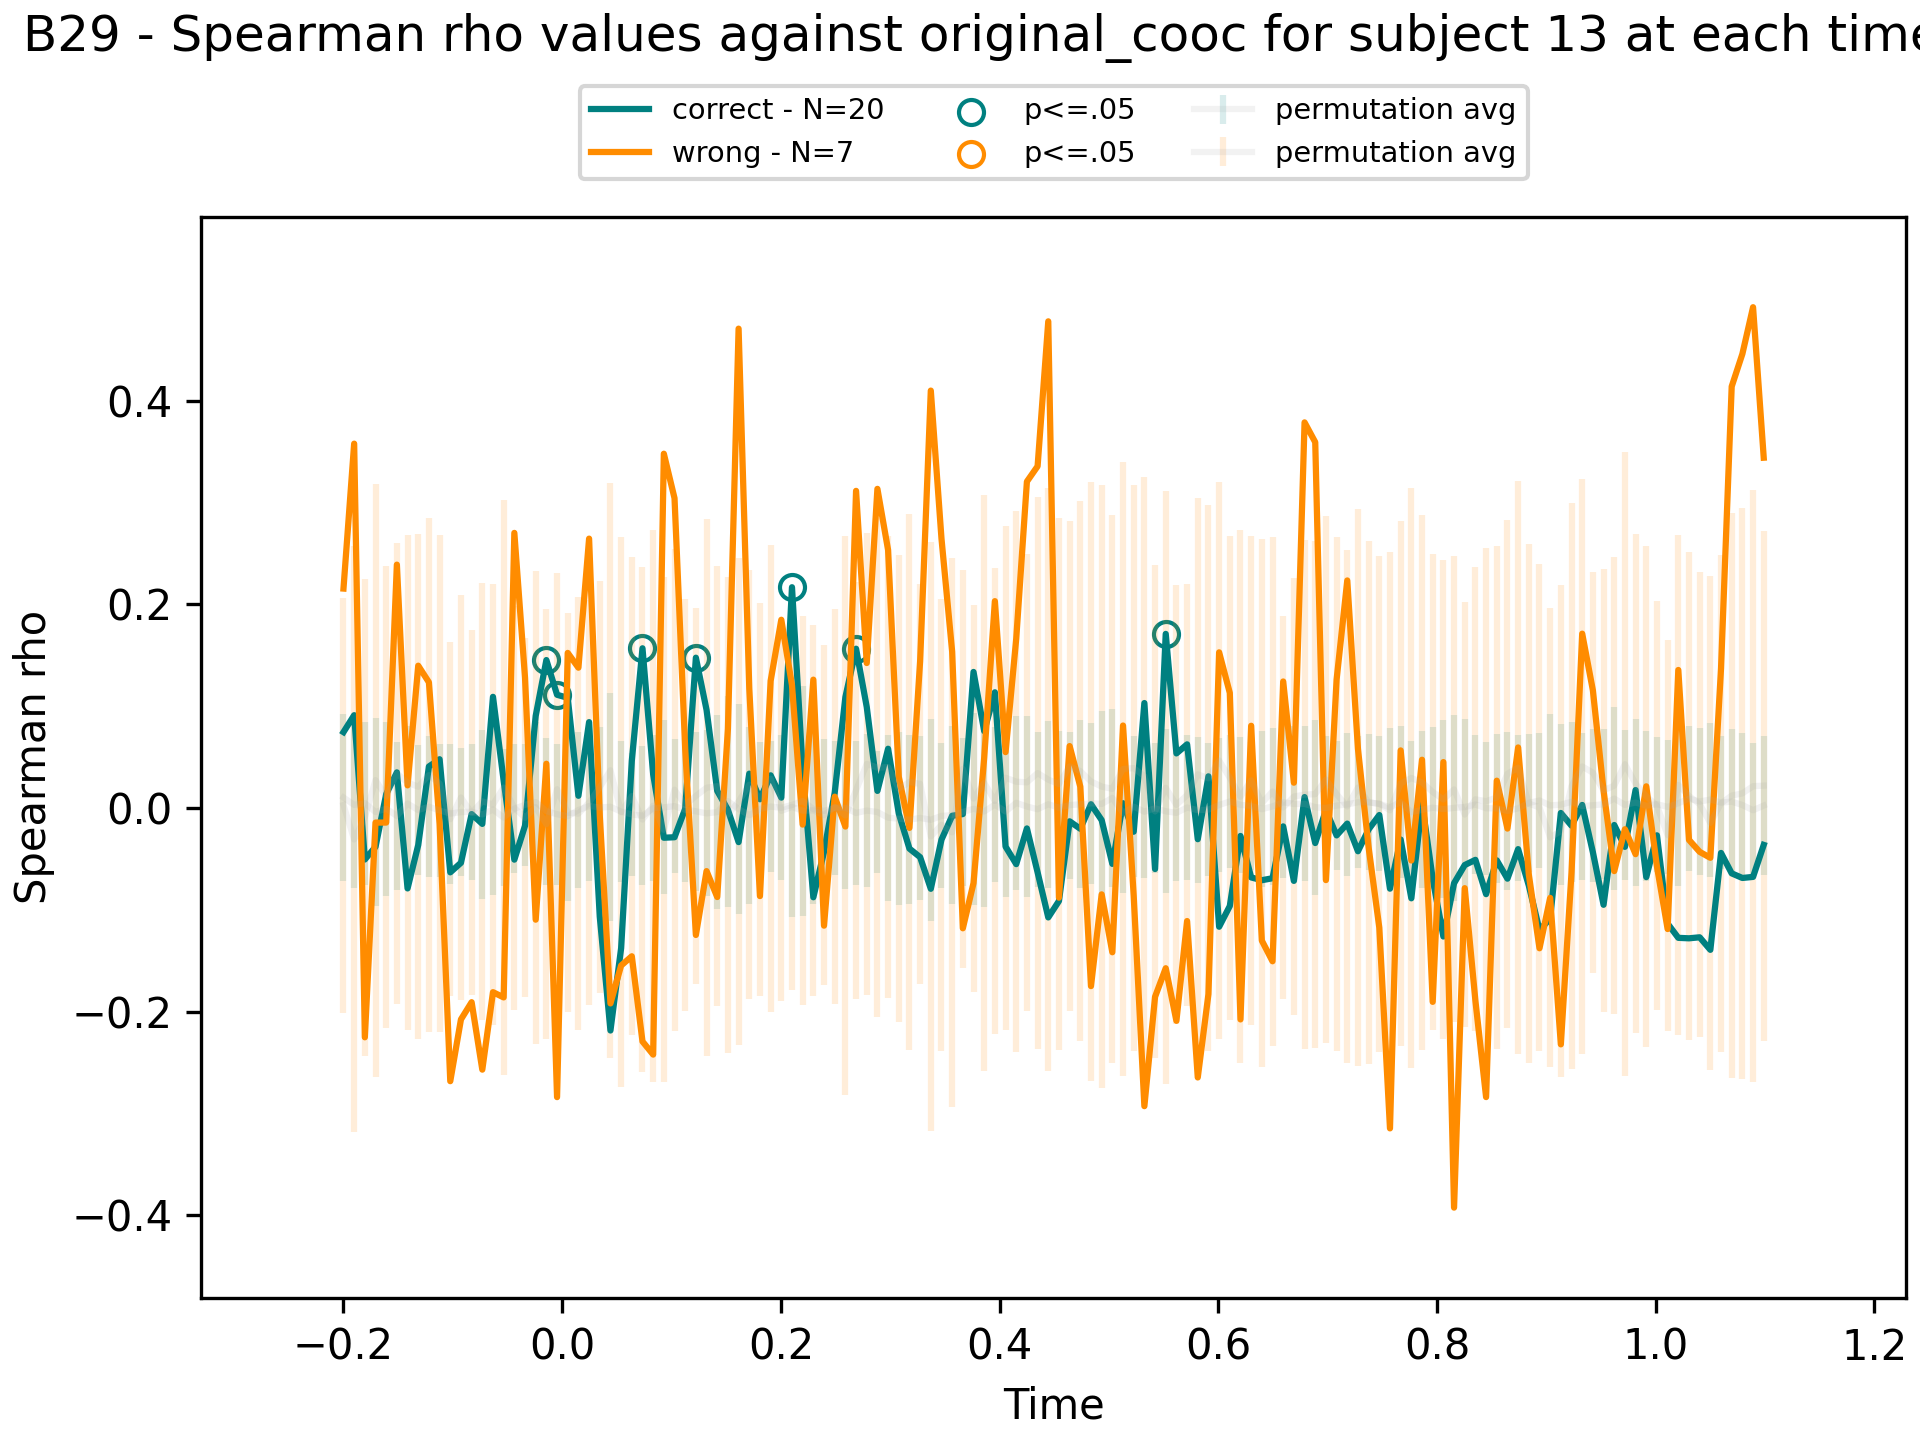 B29 - Spearman rho values against original_cooc for subject 13 at each time
correct - N=20 p<=.05 permutation avg
wrong - N=7 p<=.05 permutation avg
Spearman rho
0.4
0.2
0.0
−0.2
−0.4
−0.2 0.0 0.2 0.4 0.6 0.8 1.0 1.2
Time